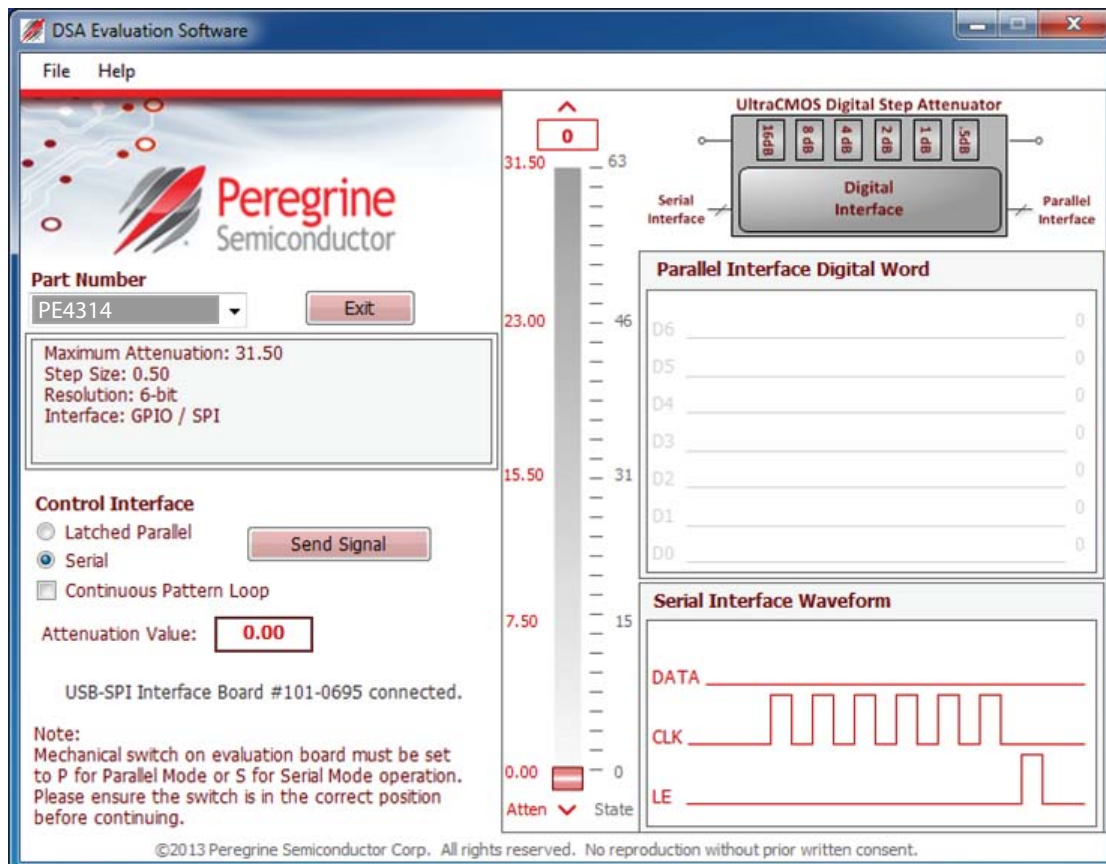 DSA Evaluation Software
File Help
Peregrine
Semiconductor
Part Number
PE4314
Exit
Maximum Attenuation: 31.50
Step Size: 0.50
Resolution: 6-bit
Interface: GPIO / SPI
Control Interface
Latched Parallel
Serial
Send Signal
Continuous Pattern Loop
Attenuation Value: 0.00
USB-SPI Interface Board #101-0695 connected.
Note:
Mechanical switch on evaluation board must be set
to P for Parallel Mode or S for Serial Mode operation.
Please ensure the switch is in the correct position
before continuing.
0
31.50 63
23.00 46
15.50 31
7.50 15
0.00 0
Atten State
UltraCMOS Digital Step Attenuator
16dB 8 dB 4 dB 2 dB 1 dB .5dB
Digital
Interface
Serial
Interface
Parallel
Interface
Parallel Interface Digital Word
D6 0
D5 0
D4 0
D3 0
D2 0
D1 0
D0 0
Serial Interface Waveform
DATA
CLK
LE
©2013 Peregrine Semiconductor Corp. All rights reserved. No reproduction without prior written consent.